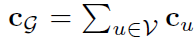 𝐜_𝒢 = ∑_{u∈𝒱} 𝐜_u